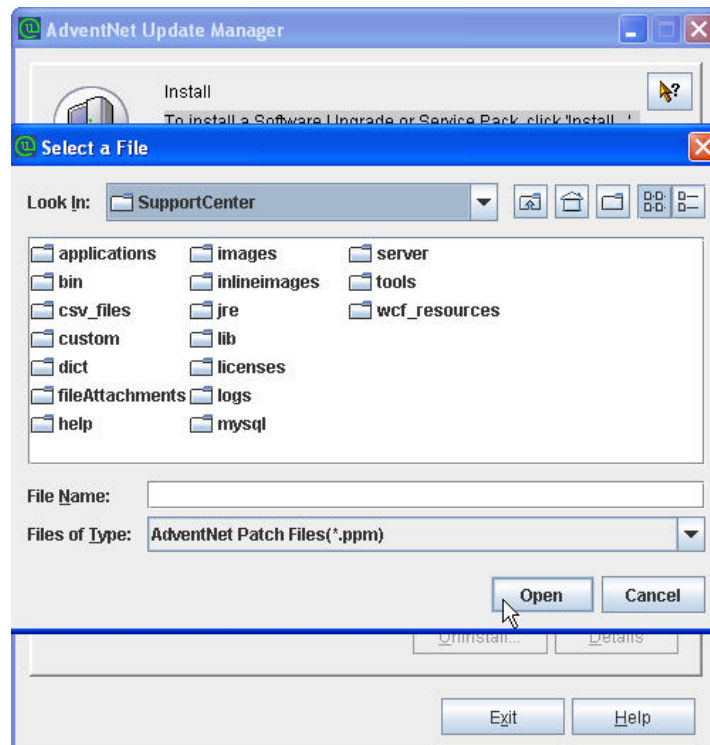 AdventNet Update Manager
Install
To install a Software Upgrade or Service Pack, click 'Install...'
Select a File
Look In: SupportCenter
applications images server
bin inlineimages tools
csv_files jre wcf_resources
custom lib
dict licenses
fileAttachments logs
help mysql
File Name:
Files of Type: AdventNet Patch Files(*.ppm)
Open Cancel
Uninstall... Details
Exit Help